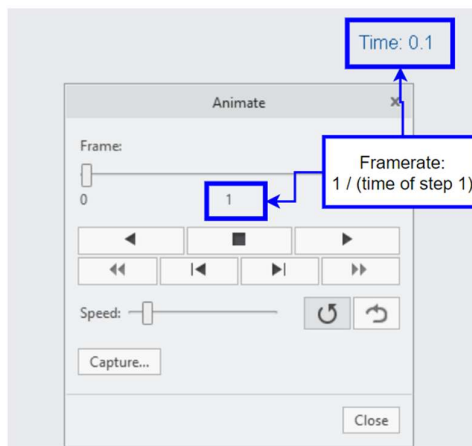 Time: 0.1
Animate x
Frame:
Framerate:
1 / (time of step 1)
0 1
Speed:
Capture...
Close